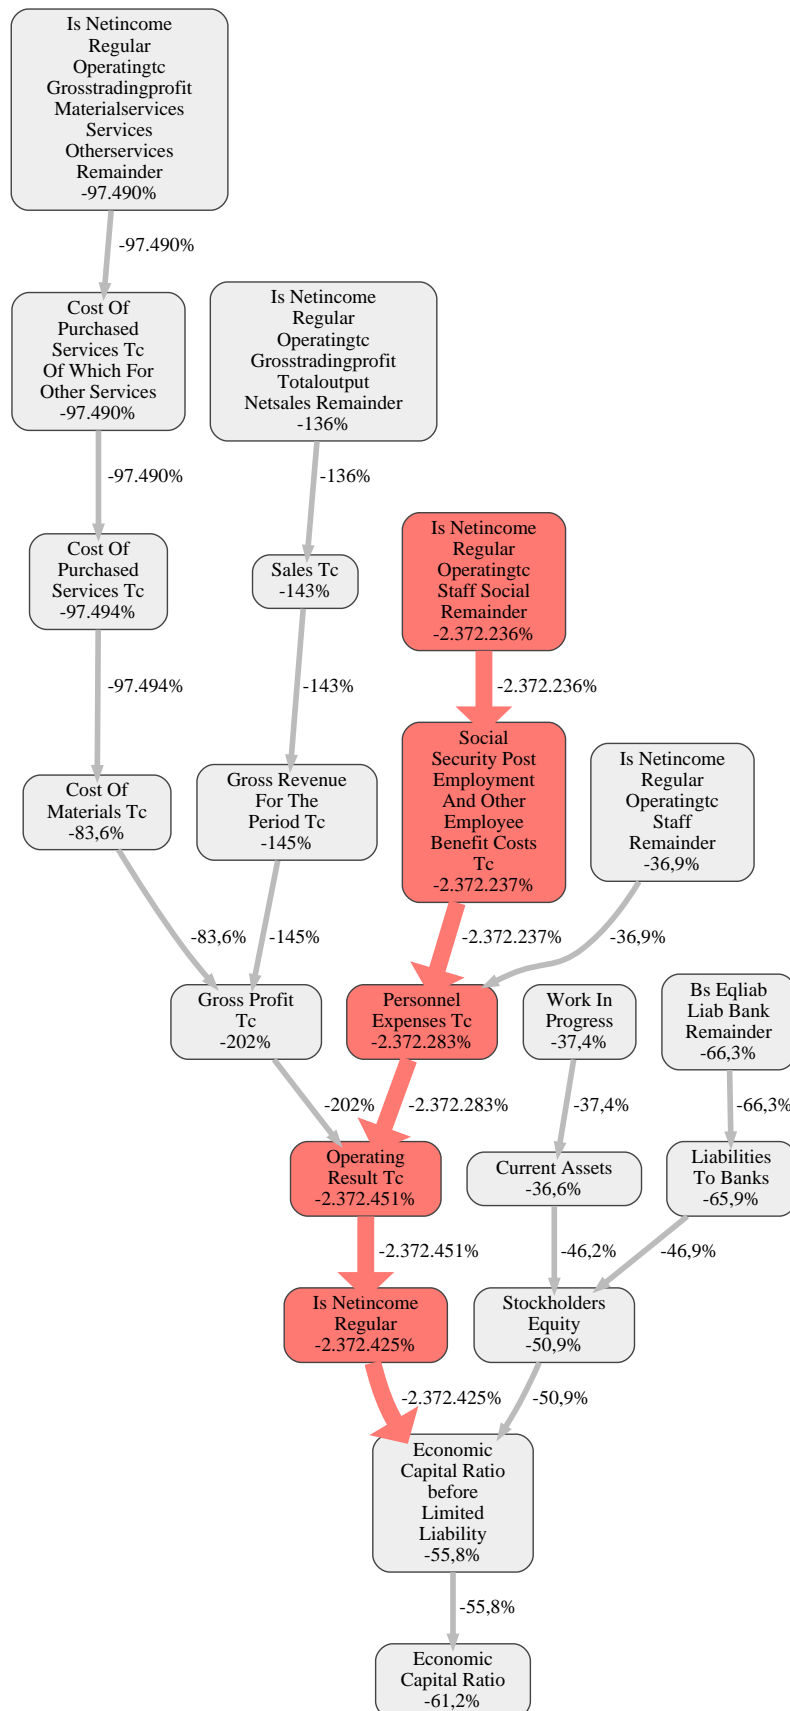 Is Netincome
Regular
Operatingtc
Grosstradingprofit
Materialservices
Services
Otherservices
Remainder
-97.490%
-97.490%
Cost Of
Purchased
Services Tc
Of Which For
Other Services
-97.490%
Is Netincome
Regular
Operatingtc
Grosstradingprofit
Totaloutput
Netsales Remainder
-136%
-97.490%
-136%
Cost Of
Purchased
Services Tc
-97.494%
Sales Tc
-143%
Is Netincome
Regular
Operatingtc
Staff Social
Remainder
-2.372.236%
-97.494%
-143%
-2.372.236%
Cost Of
Materials Tc
-83,6%
Gross Revenue
For The
Period Tc
-145%
Social
Security Post
Employment
And Other
Employee
Benefit Costs
Tc
-2.372.237%
Is Netincome
Regular
Operatingtc
Staff
Remainder
-36,9%
-83,6%
-145%
-2.372.237%
-36,9%
Gross Profit
Tc
-202%
Personnel
Expenses Tc
-2.372.283%
Work In
Progress
-37,4%
Bs Eqliab
Liab Bank
Remainder
-66,3%
-202%
-2.372.283%
-37,4%
-66,3%
Operating
Result Tc
-2.372.451%
Current Assets
-36,6%
Liabilities
To Banks
-65,9%
-2.372.451%
-46,2%
-46,9%
Is Netincome
Regular
-2.372.425%
Stockholders
Equity
-50,9%
-2.372.425%
-50,9%
Economic
Capital Ratio
before
Limited
Liability
-55,8%
-55,8%
Economic
Capital Ratio
-61,2%